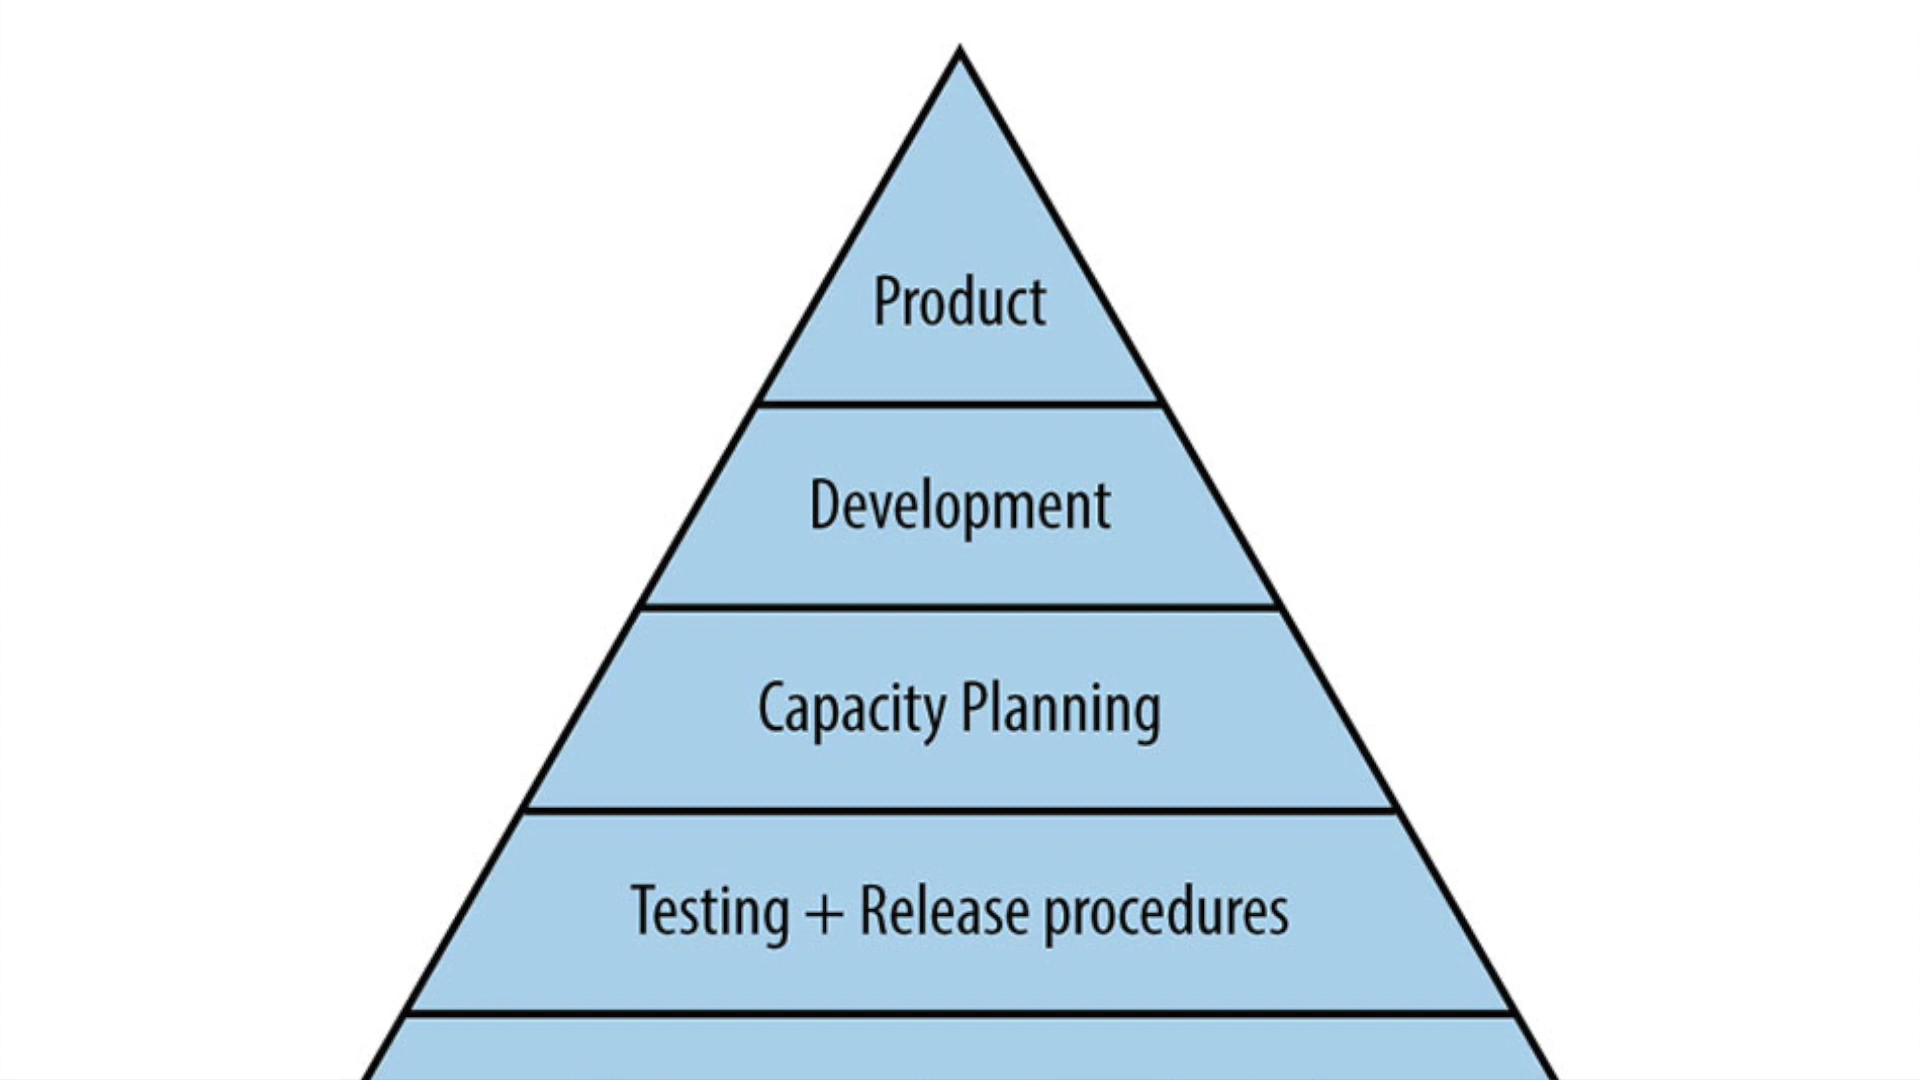 Product
Development
Capacity Planning
Testing + Release procedures